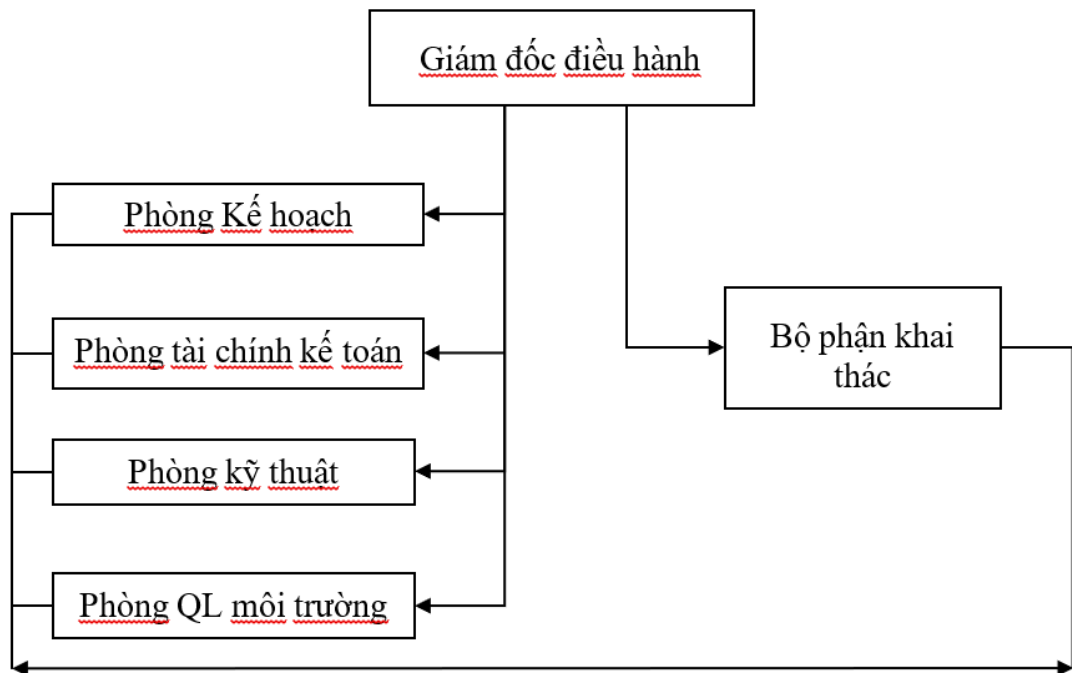 Giám đốc điều hành
Phòng Kế hoạch
Phòng tài chính kế toán
Bộ phận khai
thác
Phòng kỹ thuật
Phòng QL môi trường